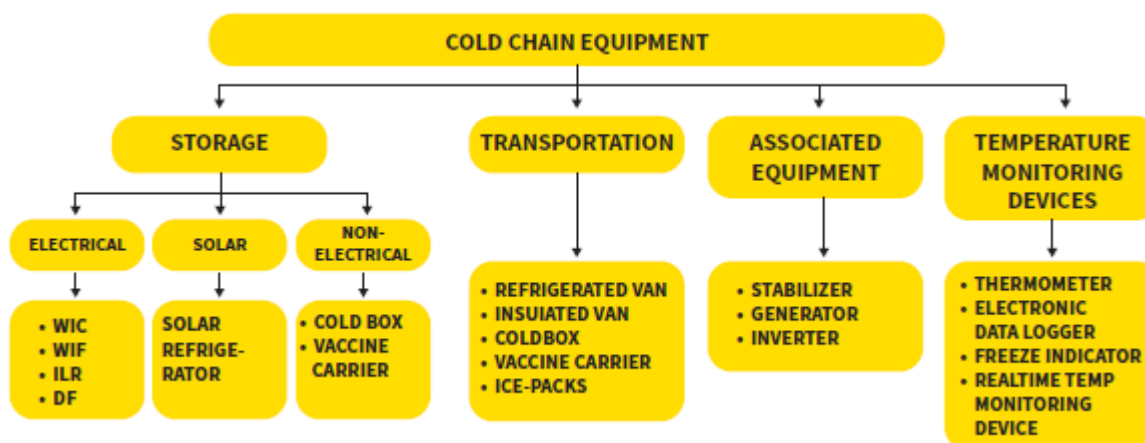 COLD CHAIN EQUIPMENT
STORAGE
TRANSPORTATION
ASSOCIATED
EQUIPMENT
TEMPERATURE
MONITORING
DEVICES
ELECTRICAL
SOLAR
NON-
ELECTRICAL
• WIC
• WIF
• ILR
• DF
SOLAR
REFRIGE-
RATOR
• COLD BOX
• VACCINE
CARRIER
• REFRIGERATED VAN
• INSUIATED VAN
• COLDBOX
• VACCINE CARRIER
• ICE-PACKS
• STABILIZER
• GENERATOR
• INVERTER
• THERMOMETER
• ELECTRONIC
DATA LOGGER
• FREEZE INDICATOR
• REALTIME TEMP
MONITORING
DEVICE